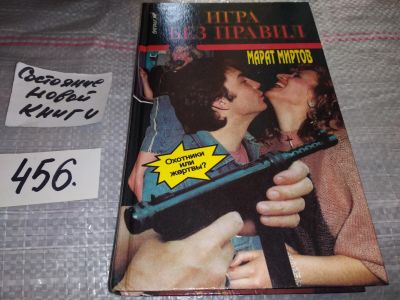 ИГРА
БЕЗ ПРАВИЛ
МАРАТ МИРТОВ
Охотники
или
жертвы?
Состояние
новой
книги
456.